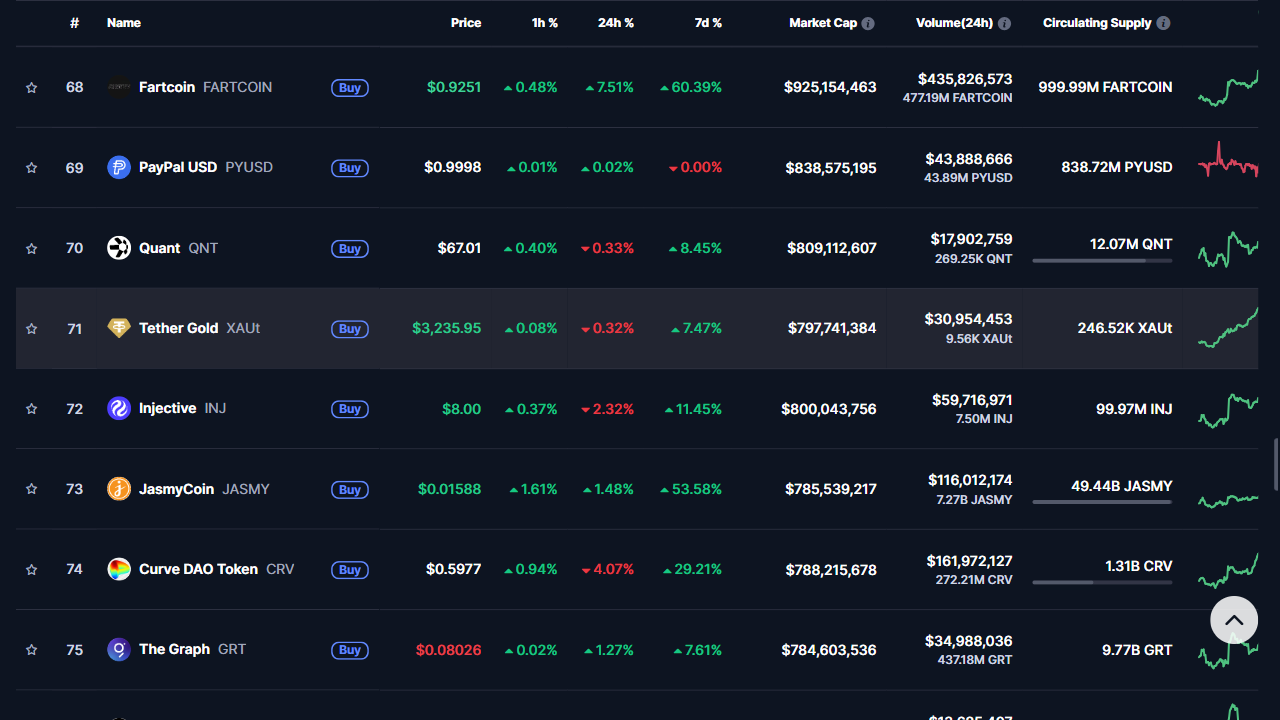 # Name Price 1h % 24h % 7d % Market Cap Volume(24h) Circulating Supply
68 Fartcoin FARTCOIN Buy $0.9251 0.48% 7.51% 60.39% $925,154,463 $435,826,573 999.99M FARTCOIN
477.19M FARTCOIN
69 PayPal USD PYUSD Buy $0.9998 0.01% 0.02% 0.00% $838,575,195 $43,888,666 838.72M PYUSD
43.89M PYUSD
70 Quant QNT Buy $67.01 0.40% 0.33% 8.45% $809,112,607 $17,902,759 12.07M QNT
269.25K QNT
71 Tether Gold XAUt Buy $3,235.95 0.08% 0.32% 7.47% $797,741,384 $30,954,453 246.52K XAUt
9.56K XAUt
72 Injective INJ Buy $8.00 0.37% 2.32% 11.45% $800,043,756 $59,716,971 99.97M INJ
7.50M INJ
73 JasmyCoin JASMY Buy $0.01588 1.61% 1.48% 53.58% $785,539,217 $116,012,174 49.44B JASMY
7.27B JASMY
74 Curve DAO Token CRV Buy $0.5977 0.94% 4.07% 29.21% $788,215,678 $161,972,127 1.31B CRV
272.21M CRV
75 The Graph GRT Buy $0.08026 0.02% 1.27% 7.61% $784,603,536 $34,988,036 9.77B GRT
437.18M GRT